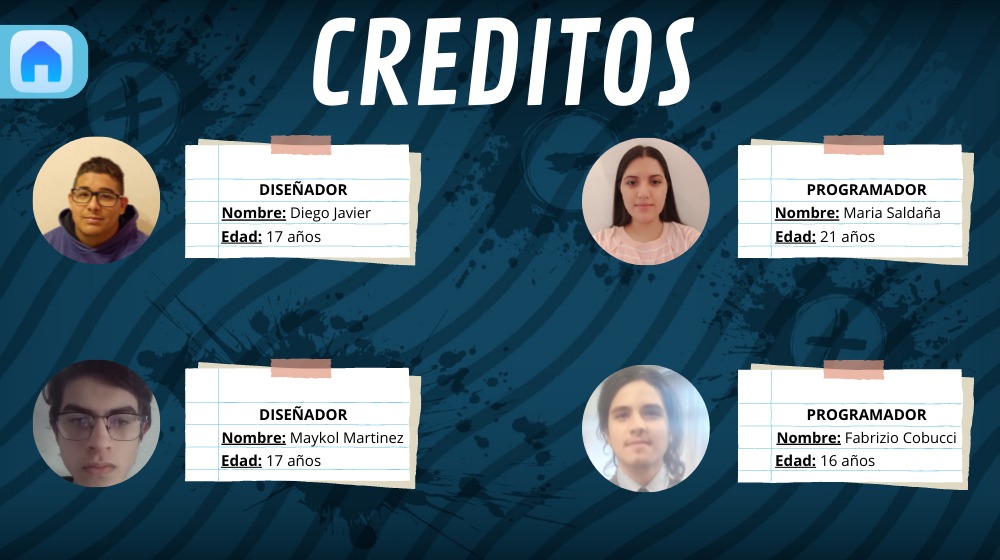 CREDITOS
DISEÑADOR
Nombre: Diego Javier
Edad: 17 años
PROGRAMADOR
Nombre: Maria Saldaña
Edad: 21 años
DISEÑADOR
Nombre: Maykol Martinez
Edad: 17 años
PROGRAMADOR
Nombre: Fabrizio Cobucci
Edad: 16 años